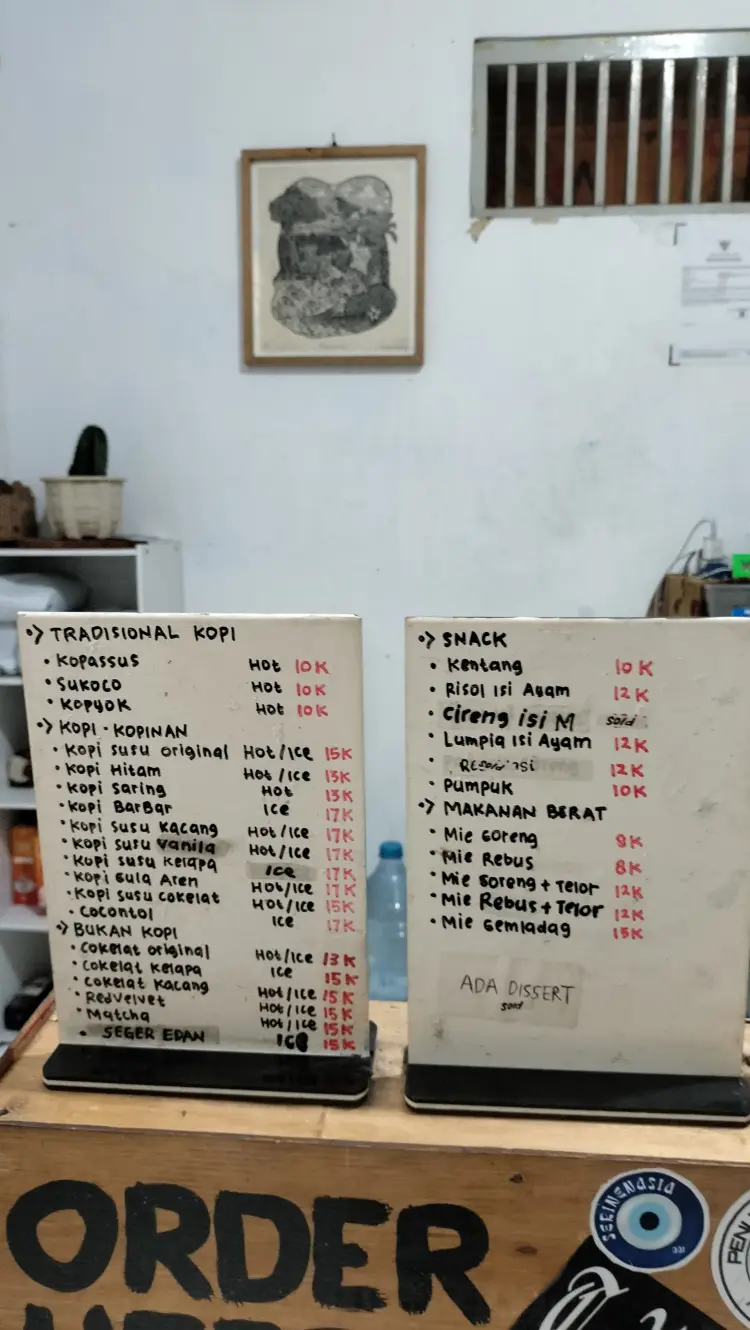 •> TRADISIONAL KOPI
• Kopassus Hot 10K
• Sukoco Hot 10K
• Kopyok Hot 10K
•> KOPI - KOPINAN
• Kopi susu original Hot/Ice 15K
• Kopi Hitam Hot/Ice 13K
• Kopi Saring Hot 13K
• Kopi BarBar Ice 17K
• Kopi susu Kacang Hot/Ice 17K
• Kopi susu Vanila Hot/Ice 17K
• Kopi susu Kelapa Ice 17K
• Kopi Gula Aren Hot/Ice 17K
• Kopi susu cokelat Hot/Ice 15K
• Cocontol Ice 17K
•> BUKAN KOPI
• Cokelat original Hot/Ice 13K
• Cokelat Kelapa Ice 15K
• Cokelat Kacang Hot/Ice 15K
• RedVelvet Hot/Ice 15K
• Matcha Hot/Ice 15K
• SEGER EDAN ICE 15K
•> SNACK
• Kentang 10K
• Risol Isi Ayam 12K
• Cireng isi M sold
• Lumpia Isi Ayam 12K
• 12K
• Pumpuk 10K
•> MAKANAN BERAT
• Mie Goreng 8K
• Mie Rebus 8K
• Mie Goreng + Telor 12K
• Mie Rebus + Telor 12K
• Mie Gemladag 15K
ADA DISSERT
sold
ORDER
SEGINENASIA